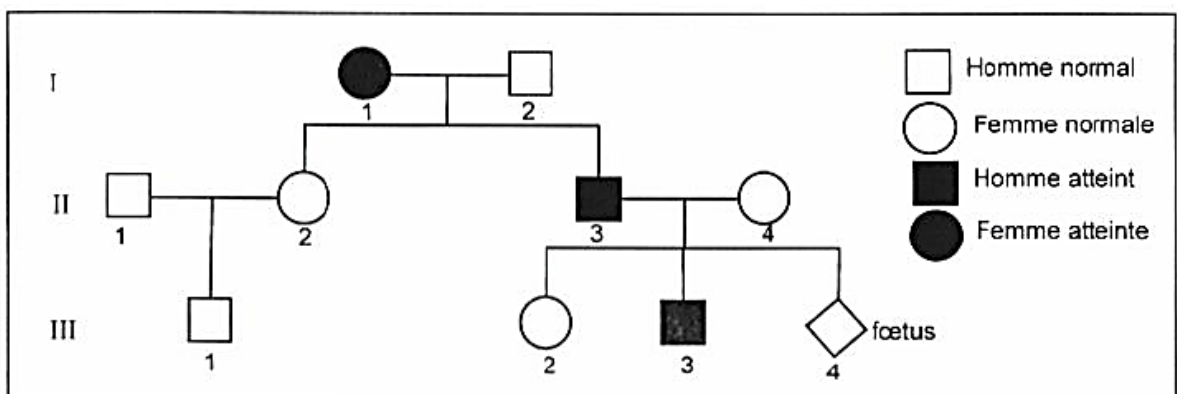 I
1
2
Homme normal
Femme normale
Homme atteint
Femme atteinte
II
1
2
3
4
III
1
2
3
4
fœtus